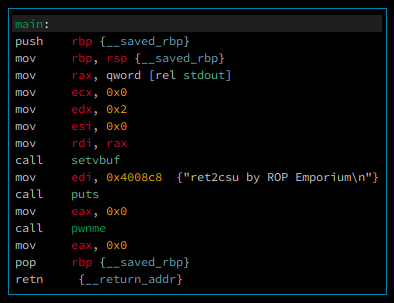 main:
push    rbp {__saved_rbp}
mov     rbp, rsp {__saved_rbp}
mov     rax, qword [rel stdout]
mov     ecx, 0x0
mov     edx, 0x2
mov     esi, 0x0
mov     rdi, rax
call    setvbuf
mov     edi, 0x4008c8  {"ret2csu by ROP Emporium\n"}
call    puts
mov     eax, 0x0
call    pwnme
mov     eax, 0x0
pop     rbp {__saved_rbp}
retn     {__return_addr}